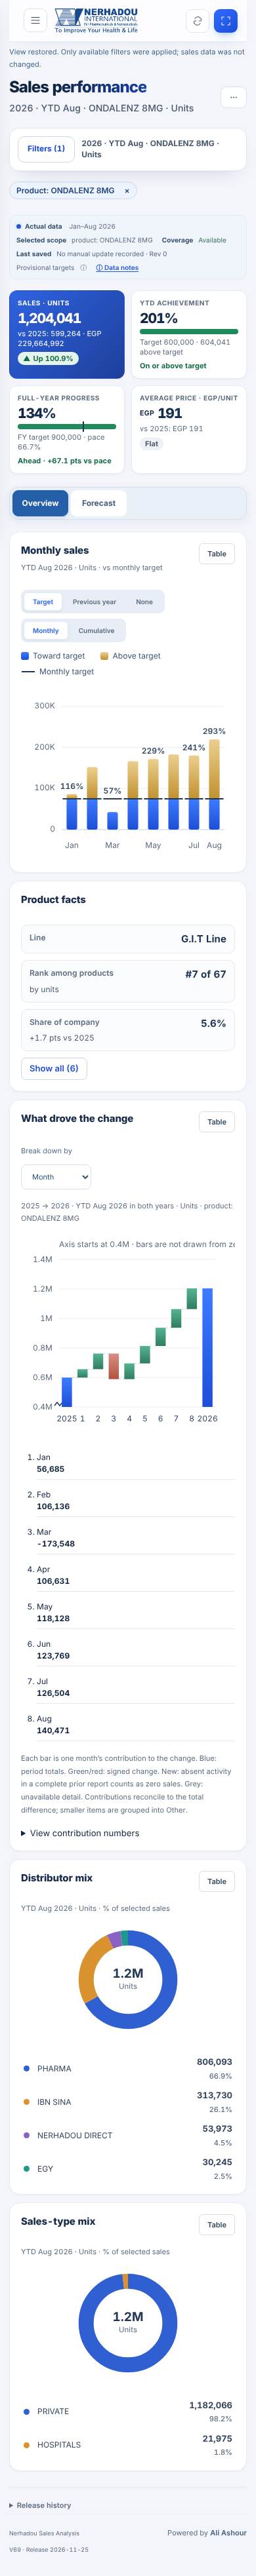 NERHADOU
INTERNATIONAL
To Improve Your Health & Life
View restored. Only available filters were applied; sales data was not
changed.
Sales performance
2026 · YTD Aug · ONDALENZ 8MG · Units
...
Filters (1)
2026 · YTD Aug · ONDALENZ 8MG ·
Units
Product: ONDALENZ 8MG ×
Actual data Jan–Aug 2026
Selected scope product: ONDALENZ 8MG Coverage Available
Last saved No manual update recorded · Rev 0
Provisional targets ⓘ ⓘ Data notes
SALES · UNITS
1,204,041
vs 2025: 599,264 · EGP
229,664,992
▲ Up 100.9%
YTD ACHIEVEMENT
201%
Target 600,000 · 604,041
above target
On or above target
FULL-YEAR PROGRESS
134%
FY target 900,000 · pace
66.7%
Ahead · +67.1 pts vs pace
AVERAGE PRICE · EGP/UNIT
EGP 191
vs 2025: EGP 191
Flat
Overview
Forecast
Monthly sales
Table
YTD Aug 2026 · Units · vs monthly target
Target
Previous year
None
Monthly
Cumulative
Toward target
Above target
Monthly target
300K
200K
100K
0
116%
57%
229%
241%
293%
Jan
Mar
May
Jul
Aug
Product facts
Line
G.I.T Line
Rank among products
#7 of 67
by units
Share of company
5.6%
+1.7 pts vs 2025
Show all (6)
What drove the change
Table
Break down by
Month
2025 → 2026 · YTD Aug 2026 in both years · Units · product:
ONDALENZ 8MG
Axis starts at 0.4M · bars are not drawn from ze
1.4M
1.2M
1M
0.8M
0.6M
0.4M
2025 1 2 3 4 5 6 7 8 2026
1. Jan
56,685
2. Feb
106,136
3. Mar
-173,548
4. Apr
106,631
5. May
118,128
6. Jun
123,769
7. Jul
126,504
8. Aug
140,471
Each bar is one month's contribution to the change. Blue:
period totals. Green/red: signed change. New: absent activity
in a complete prior report counts as zero sales. Grey:
unavailable detail. Contributions reconcile to the total
difference; smaller items are grouped into Other.
▶ View contribution numbers
Distributor mix
Table
YTD Aug 2026 · Units · % of selected sales
1.2M
Units
PHARMA
806,093
66.9%
IBN SINA
313,730
26.1%
NERHADOU DIRECT
53,973
4.5%
EGY
30,245
2.5%
Sales-type mix
Table
YTD Aug 2026 · Units · % of selected sales
1.2M
Units
PRIVATE
1,182,066
98.2%
HOSPITALS
21,975
1.8%
▶ Release history
Nerhadou Sales Analysis
Powered by Ali Ashour
V69 · Release 2026-11-25